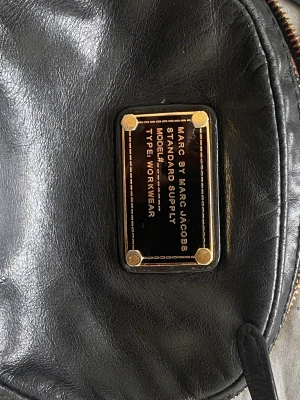 MARC BY MARC JACOBS
STANDARD SUPPLY
MODEL#
TYPE: WORKWEAR